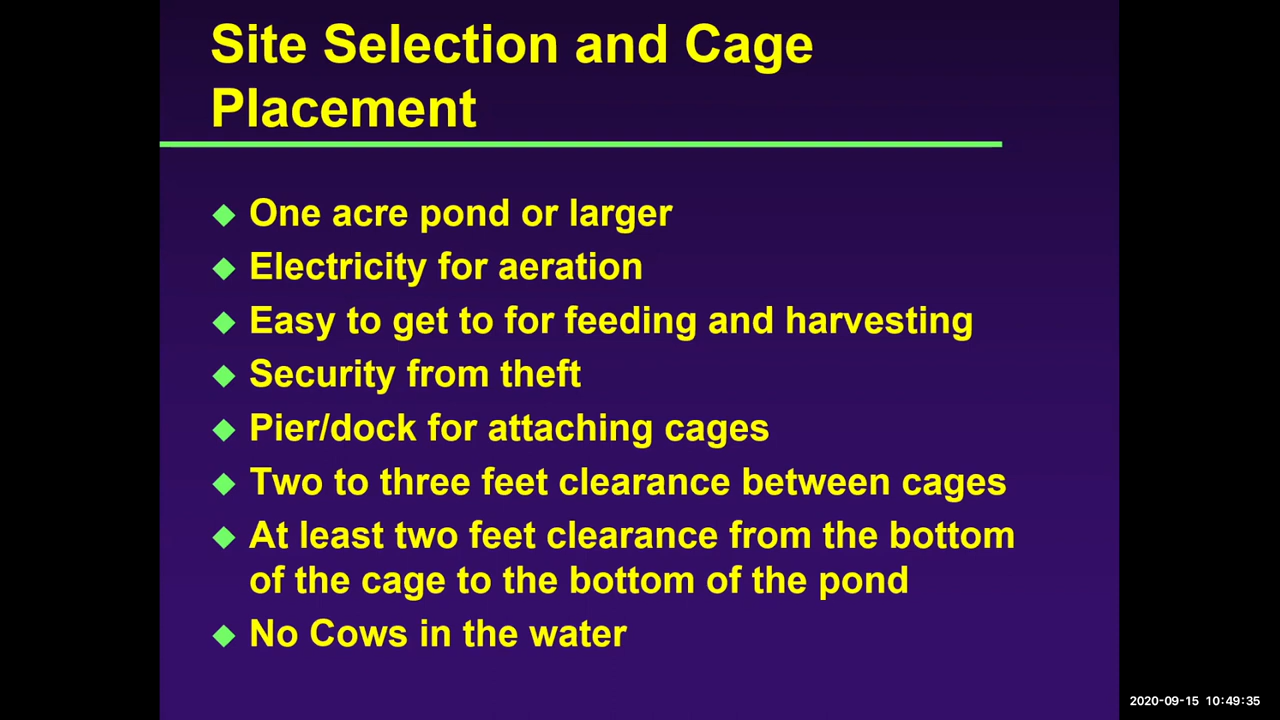 Site Selection and Cage
Placement
One acre pond or larger
Electricity for aeration
Easy to get to for feeding and harvesting
Security from theft
Pier/dock for attaching cages
Two to three feet clearance between cages
At least two feet clearance from the bottom
of the cage to the bottom of the pond
No Cows in the water
2020-09-15 10:49:35